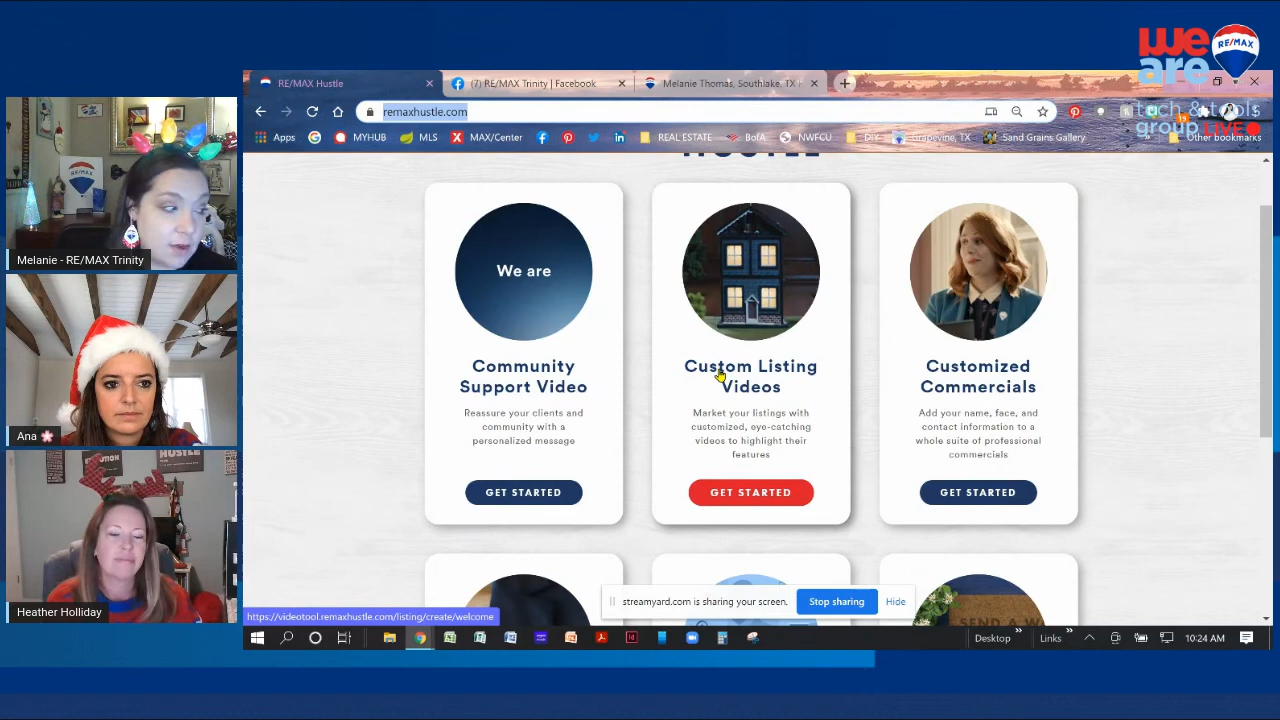 we
are
RE/MAX
tech & tools
group LIVE
RE/MAX Hustle
(7) RE/MAX Trinity | Facebook
Melanie Thomas, Southlake, TX
remaxhustle.com
Apps
MYHUB
MLS
MAX/Center
REAL ESTATE
BofA
NWFCU
DIY
Grapevine, TX
Sand Grains Gallery
Other bookmarks
HUSTLE
We are
Community
Support Video
Reassure your clients and
community with a
personalized message
GET STARTED
Custom Listing
Videos
Market your listings with
customized, eye-catching
videos to highlight their
features
GET STARTED
Customized
Commercials
Add your name, face, and
contact information to a
whole suite of professional
commercials
GET STARTED
SEND A
streamyard.com is sharing your screen.
Stop sharing
Hide
https://videotool.remaxhustle.com/listing/create/welcome
Desktop
Links
10:24 AM
RE/MAX
Melanie - RE/MAX Trinity
Ana
HUSTLE
Heather Holliday